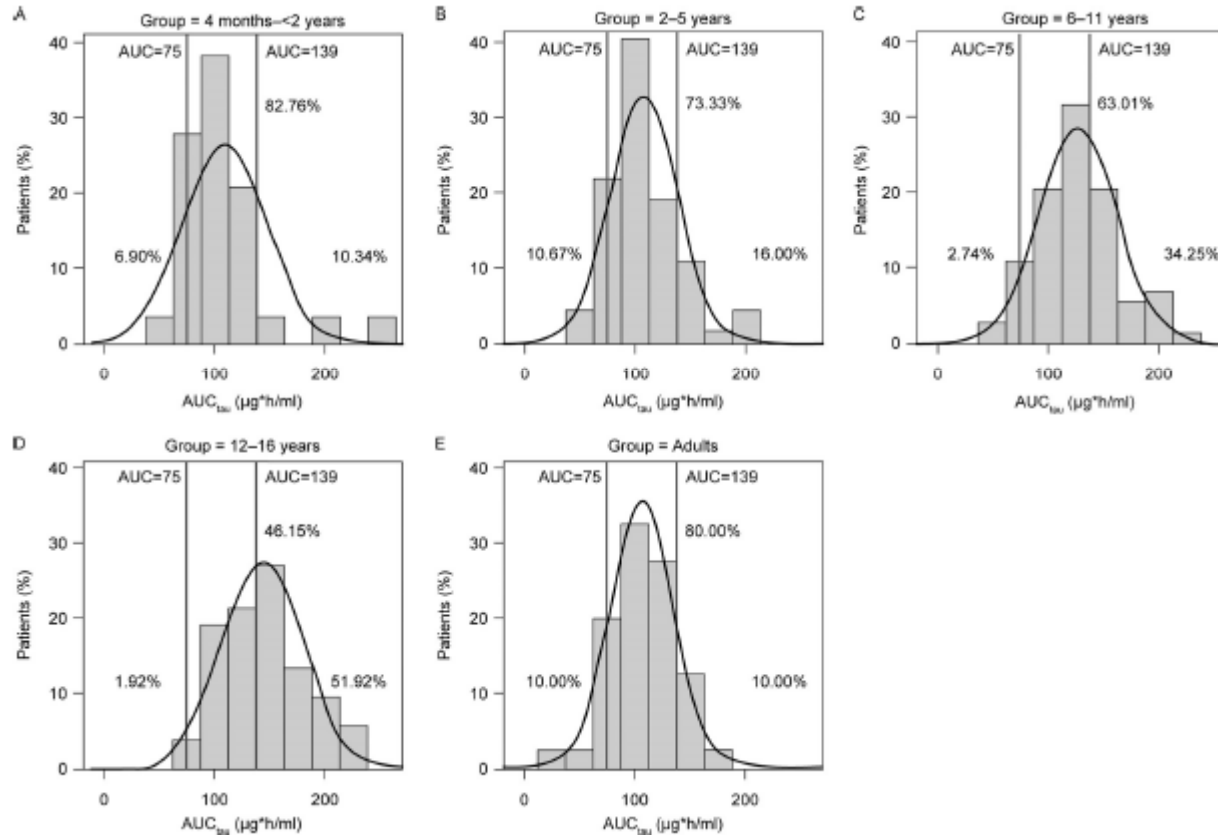 A
Group = 4 months–<2 years
AUC=75
AUC=139
82.76%
6.90%
10.34%
Patients (%)
40
30
20
10
0
0 100 200
AUCtau (µg*h/ml)
B
Group = 2–5 years
AUC=75
AUC=139
73.33%
10.67%
16.00%
Patients (%)
40
30
20
10
0
0 100 200
AUCtau (µg*h/ml)
C
Group = 6–11 years
AUC=75
AUC=139
63.01%
2.74%
34.25%
Patients (%)
40
30
20
10
0
0 100 200
AUCtau (µg*h/ml)
D
Group = 12–16 years
AUC=75
AUC=139
46.15%
1.92%
51.92%
Patients (%)
40
30
20
10
0
0 100 200
AUCtau (µg*h/ml)
E
Group = Adults
AUC=75
AUC=139
80.00%
10.00%
10.00%
Patients (%)
40
30
20
10
0
0 100 200
AUCtau (µg*h/ml)